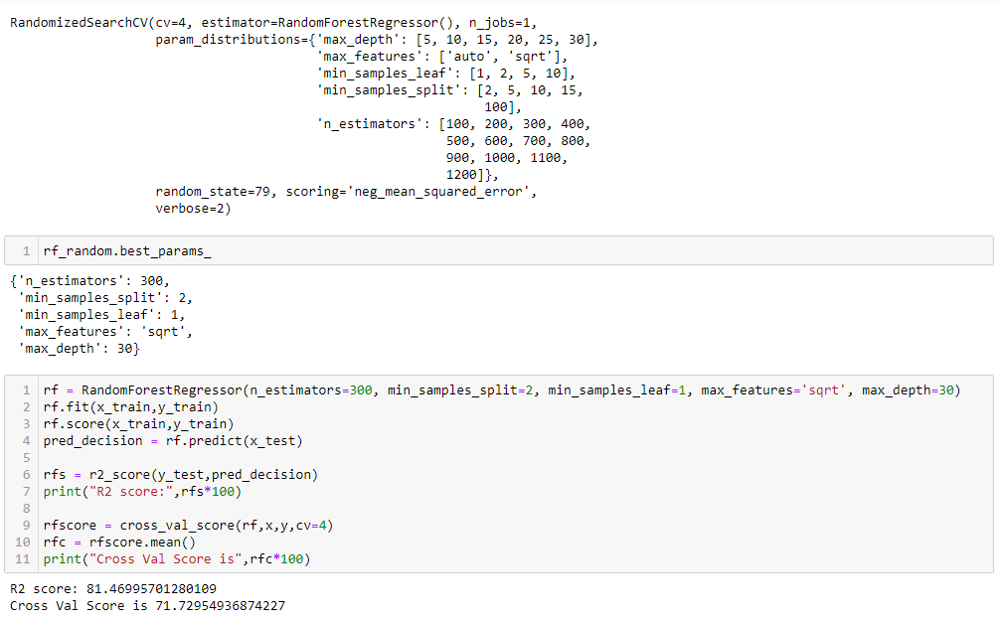 RandomizedSearchCV(cv=4, estimator=RandomForestRegressor(), n_jobs=1,
param_distributions={'max_depth': [5, 10, 15, 20, 25, 30],
'max_features': ['auto', 'sqrt'],
'min_samples_leaf': [1, 2, 5, 10],
'min_samples_split': [2, 5, 10, 15,
100],
'n_estimators': [100, 200, 300, 400,
500, 600, 700, 800,
900, 1000, 1100,
1200]},
random_state=79, scoring='neg_mean_squared_error',
verbose=2)
1 rf_random.best_params_
{'n_estimators': 300,
'min_samples_split': 2,
'min_samples_leaf': 1,
'max_features': 'sqrt',
'max_depth': 30}
1 rf = RandomForestRegressor(n_estimators=300, min_samples_split=2, min_samples_leaf=1, max_features='sqrt', max_depth=30)
2 rf.fit(x_train,y_train)
3 rf.score(x_train,y_train)
4 pred_decision = rf.predict(x_test)
5
6 rfs = r2_score(y_test,pred_decision)
7 print("R2 score:",rfs*100)
8
9 rfscore = cross_val_score(rf,x,y,cv=4)
10 rfc = rfscore.mean()
11 print("Cross Val Score is",rfc*100)
R2 score: 81.46995701280109
Cross Val Score is 71.72954936874227